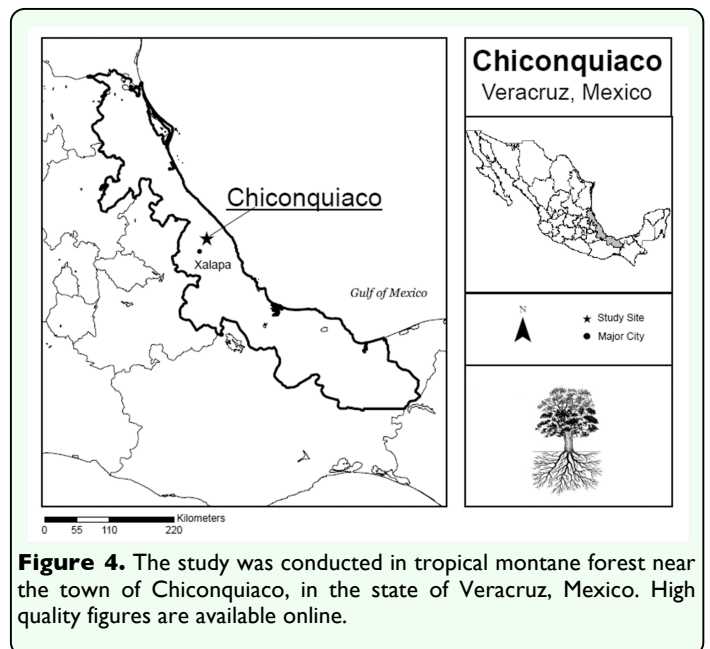 Chiconquiaco
Xalapa
Gulf of Mexico
Kilometers
0 55 110 220
Chiconquiaco
Veracruz, Mexico
N
Study Site
Major City
Figure 4. The study was conducted in tropical montane forest near
the town of Chiconquiaco, in the state of Veracruz, Mexico. High
quality figures are available online.